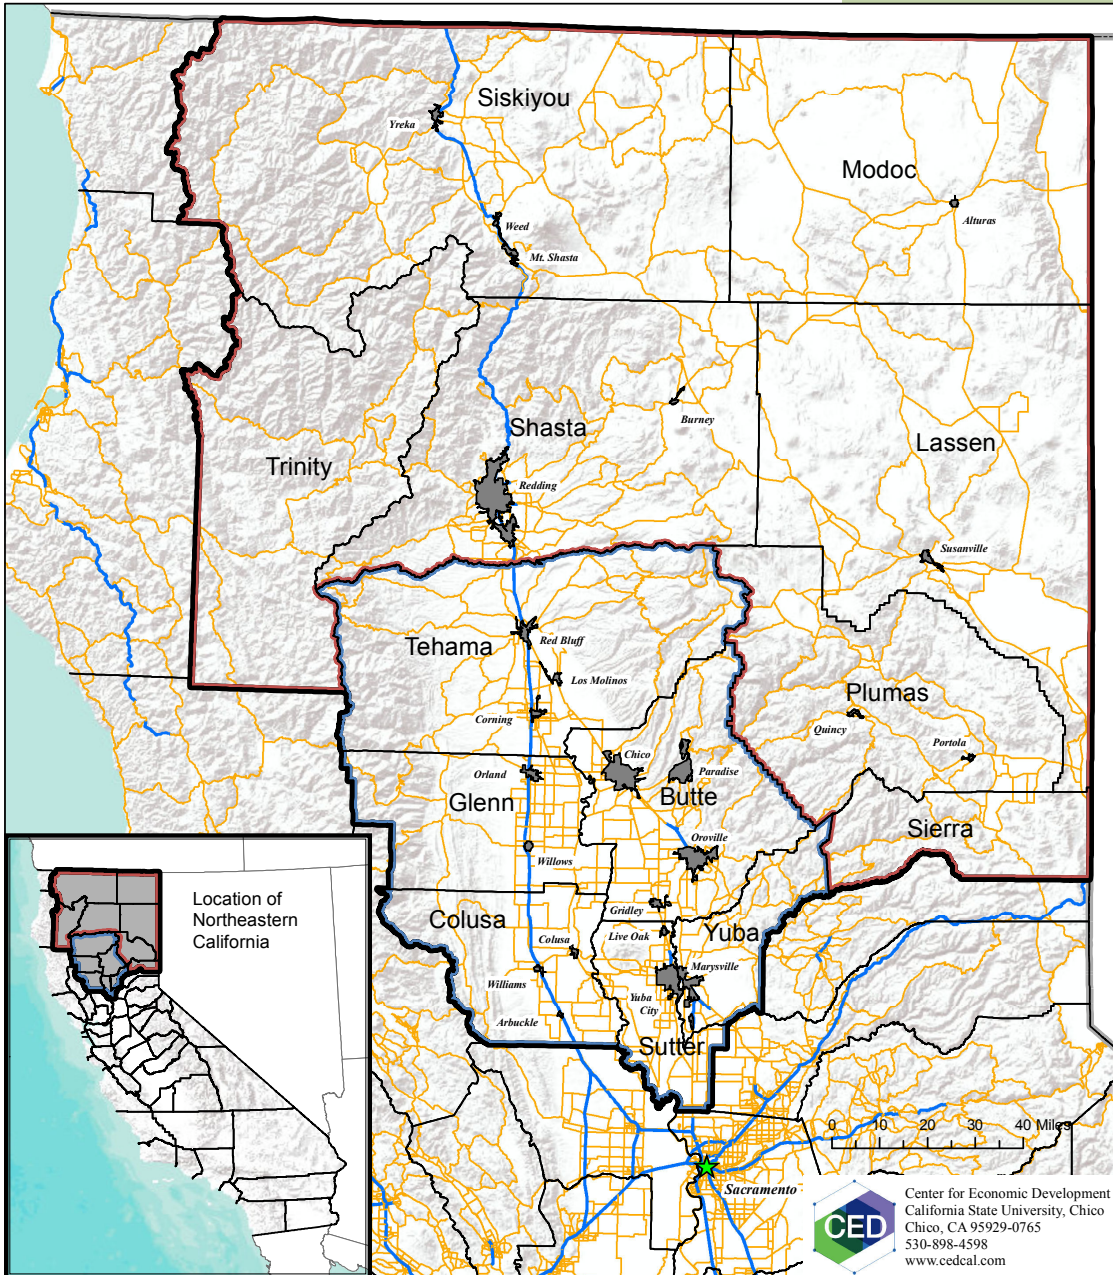 Siskiyou
Yreka
Modoc
Alturas
Weed
Mt. Shasta
Burney
Shasta
Lassen
Trinity
Redding
Susanville
Tehama
Red Bluff
Los Molinos
Plumas
Corning
Quincy
Portola
Chico
Orland
Paradise
Glenn
Butte
Sierra
Oroville
Willows
Location of
Northeastern
California
Gridley
Colusa
Live Oak
Yuba
Colusa
Marysville
Williams
Yuba
City
Arbuckle
Sutter
0 10 20 30 40 Miles
Sacramento
CED
Center for Economic Development
California State University, Chico
Chico, CA 95929-0765
530-898-4598
www.cedcal.com